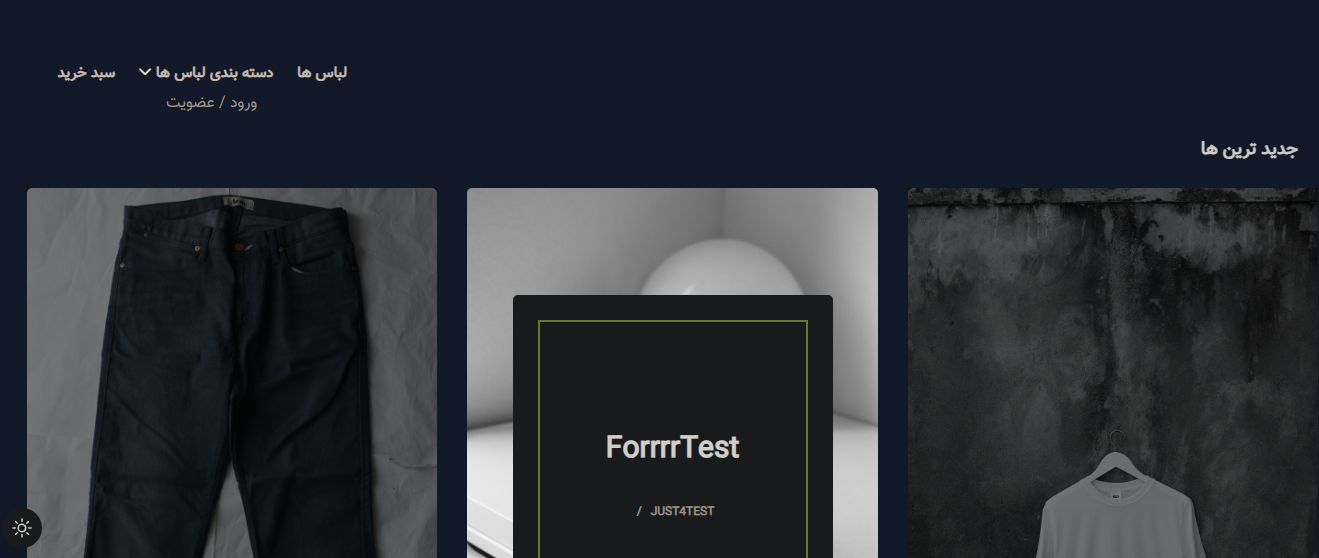 لباس ها
دسته بندی لباس ها
سبد خرید
ورود / عضویت
جدید ترین ها
ForrrrTest
/ JUST4TEST